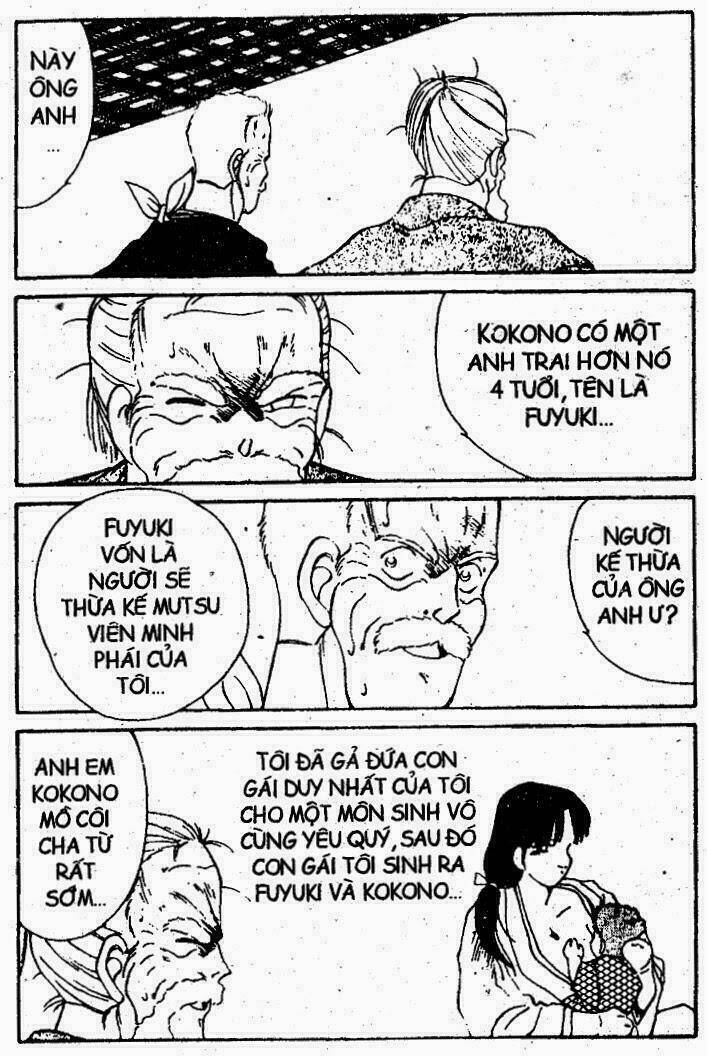 NÀY
ÔNG
ANH
...
KOKONO CÓ MỘT
ANH TRAI HƠN NÓ
4 TUỔI, TÊN LÀ
FUYUKI...
NGƯỜI
KẾ THỪA
CỦA ÔNG
ANH Ư?
FUYUKI
VỐN LÀ
NGƯỜI SẼ
THỪA KẾ MUTSU
VIÊN MINH
PHÁI CỦA
TÔI...
TÔI ĐÃ GẢ ĐỨA CON
GÁI DUY NHẤT CỦA TÔI
CHO MỘT MÔN SINH VÔ
CÙNG YÊU QUÝ, SAU ĐÓ
CON GÁI TÔI SINH RA
FUYUKI VÀ KOKONO...
ANH EM
KOKONO
MỒ CÔI
CHA TỪ
RẤT
SỚM...